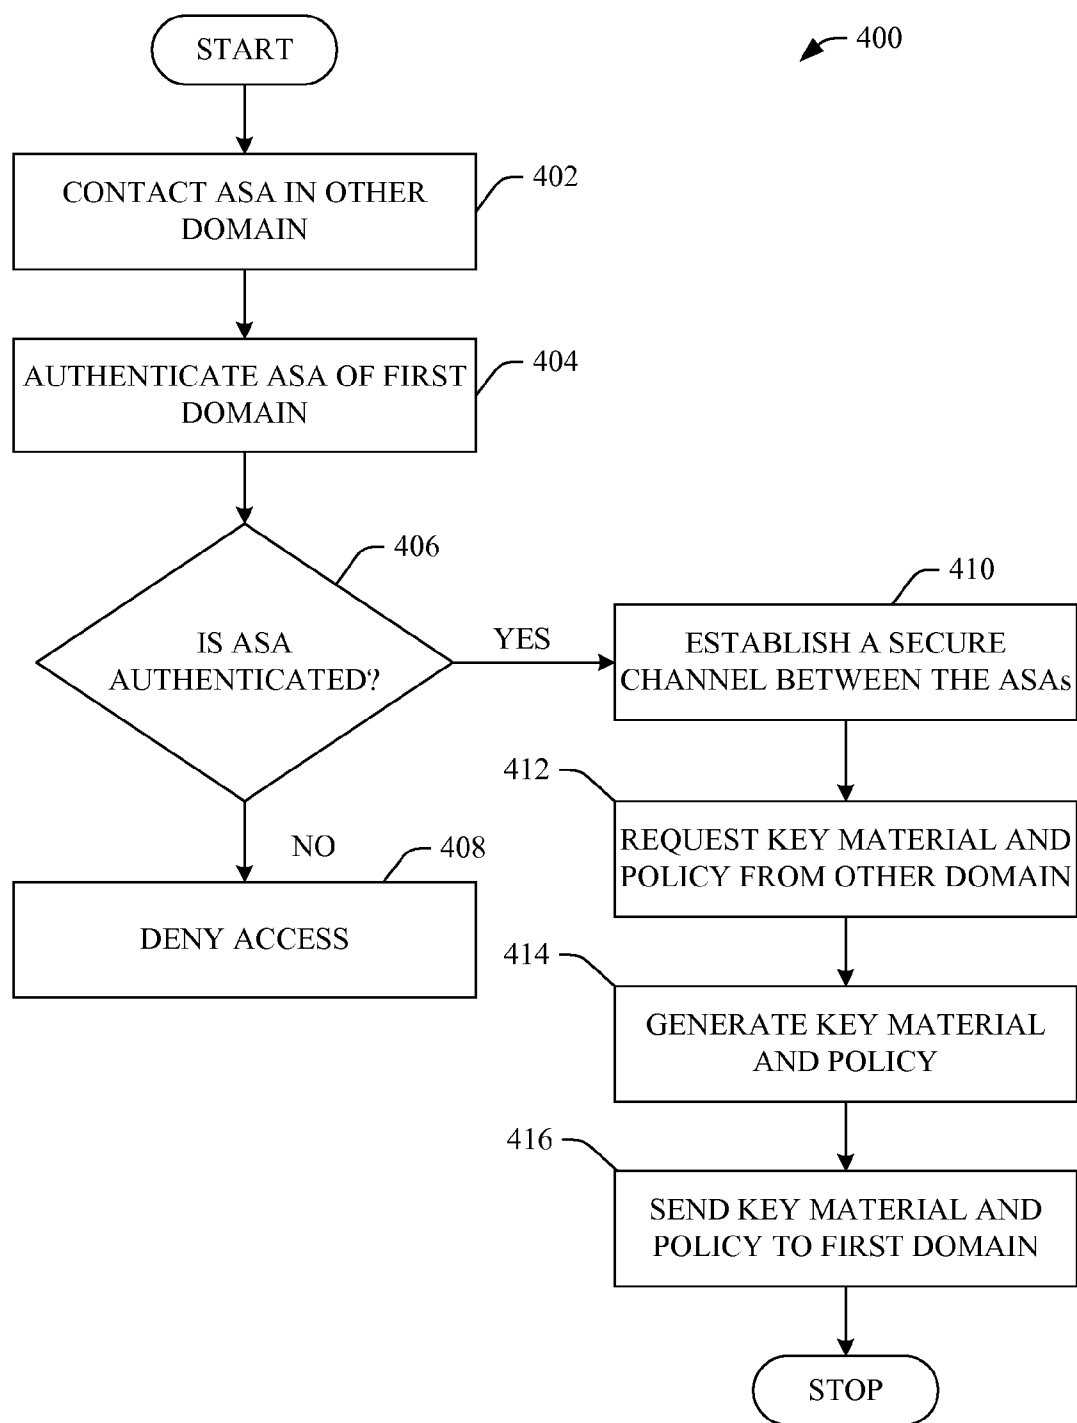 START
400
CONTACT ASA IN OTHER
DOMAIN
402
AUTHENTICATE ASA OF FIRST
DOMAIN
404
406
IS ASA
AUTHENTICATED?
YES
NO
408
DENY ACCESS
410
ESTABLISH A SECURE
CHANNEL BETWEEN THE ASAs
412
REQUEST KEY MATERIAL AND
POLICY FROM OTHER DOMAIN
414
GENERATE KEY MATERIAL
AND POLICY
416
SEND KEY MATERIAL AND
POLICY TO FIRST DOMAIN
STOP